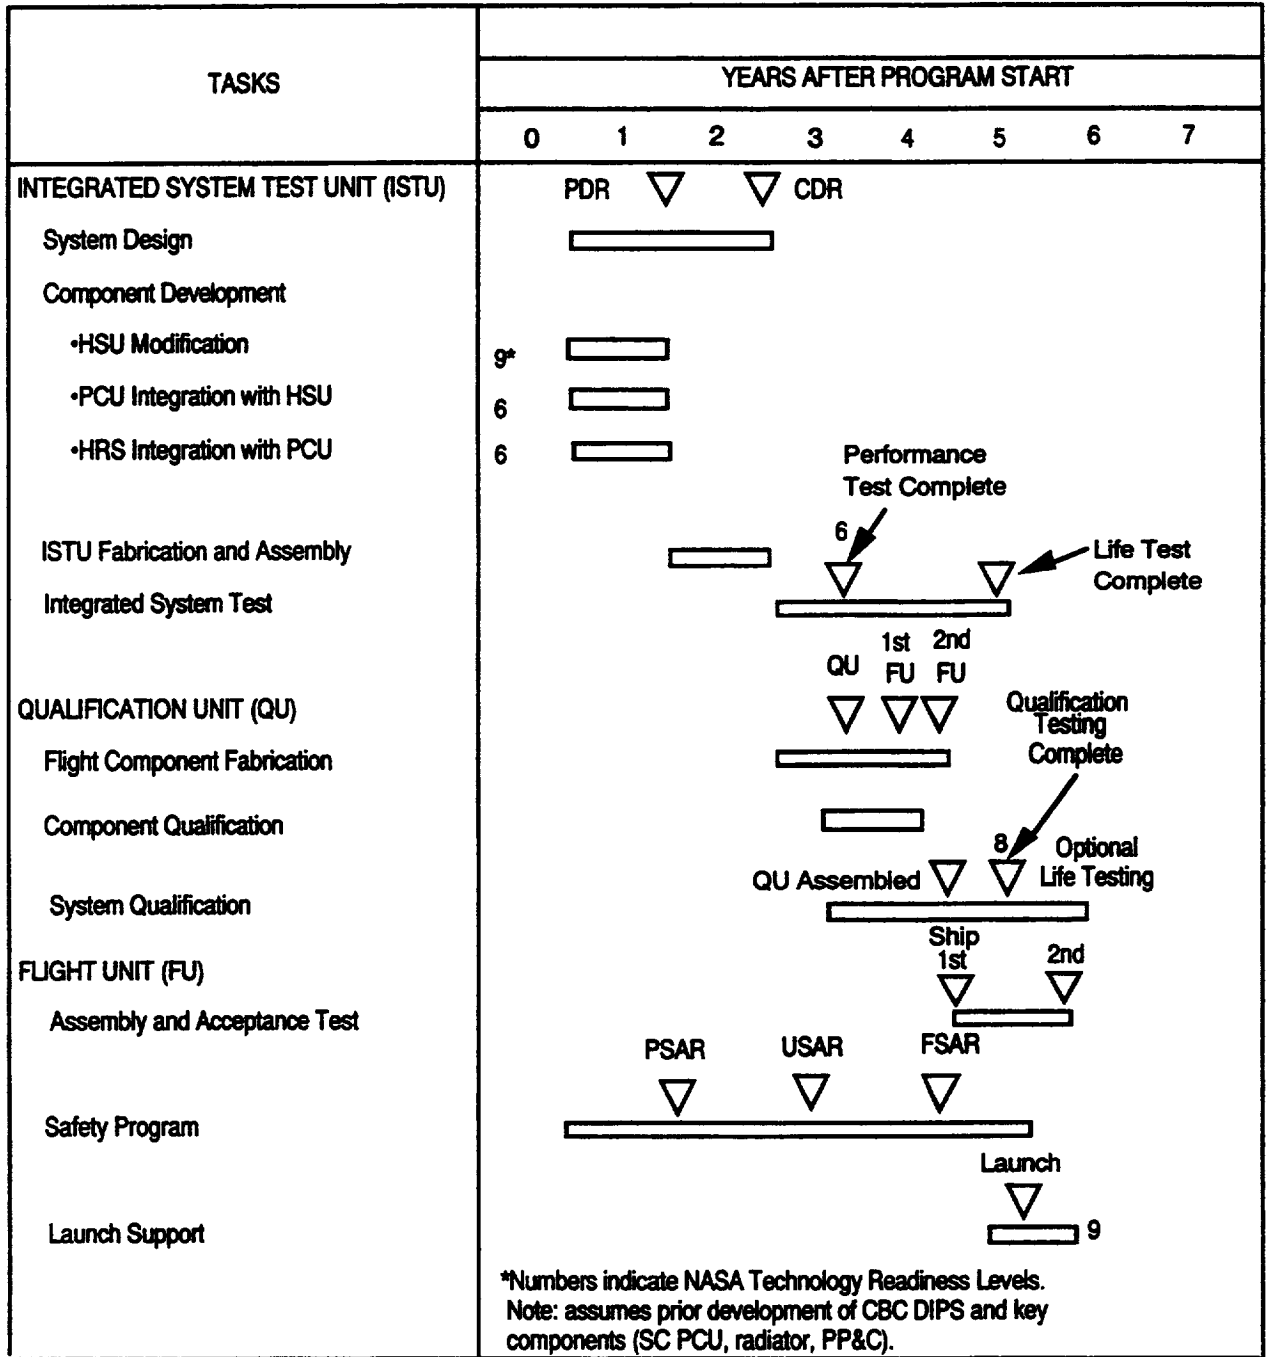 TASKS
YEARS AFTER PROGRAM START
0 1 2 3 4 5 6 7
INTEGRATED SYSTEM TEST UNIT (ISTU)
PDR
CDR
System Design
Component Development
•HSU Modification
9*
•PCU Integration with HSU
6
•HRS Integration with PCU
6
Performance
Test Complete
6
ISTU Fabrication and Assembly
Life Test
Complete
Integrated System Test
1st 2nd
QU FU FU
QUALIFICATION UNIT (QU)
Qualification
Testing
Complete
Flight Component Fabrication
Component Qualification
8
Optional
Life Testing
QU Assembled
System Qualification
Ship
1st
2nd
FLIGHT UNIT (FU)
Assembly and Acceptance Test
PSAR USAR FSAR
Safety Program
Launch
Launch Support
9
*Numbers indicate NASA Technology Readiness Levels.
Note: assumes prior development of CBC DIPS and key
components (SC PCU, radiator, PP&C).